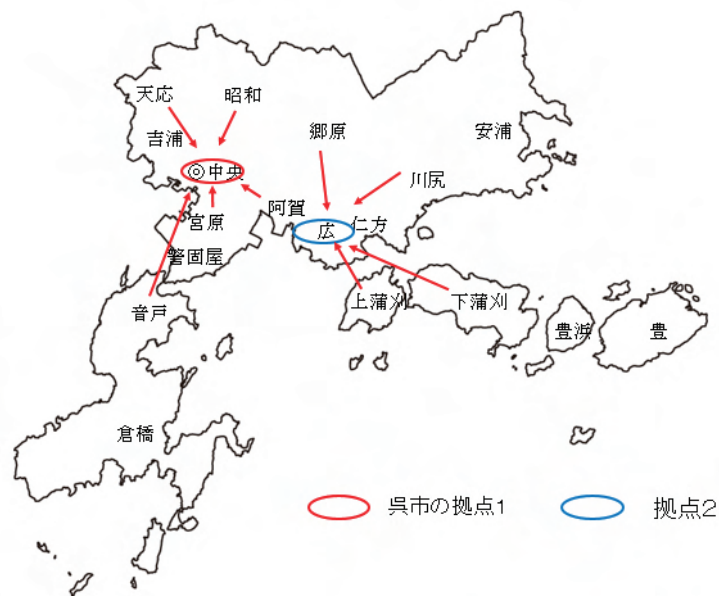 天応
昭和
吉浦
郷原
安浦
◎中央
川尻
阿賀
宮原
広
仁方
警固屋
音戸
上蒲刈
下蒲刈
豊浜
豊
倉橋
呉市の拠点1
拠点2